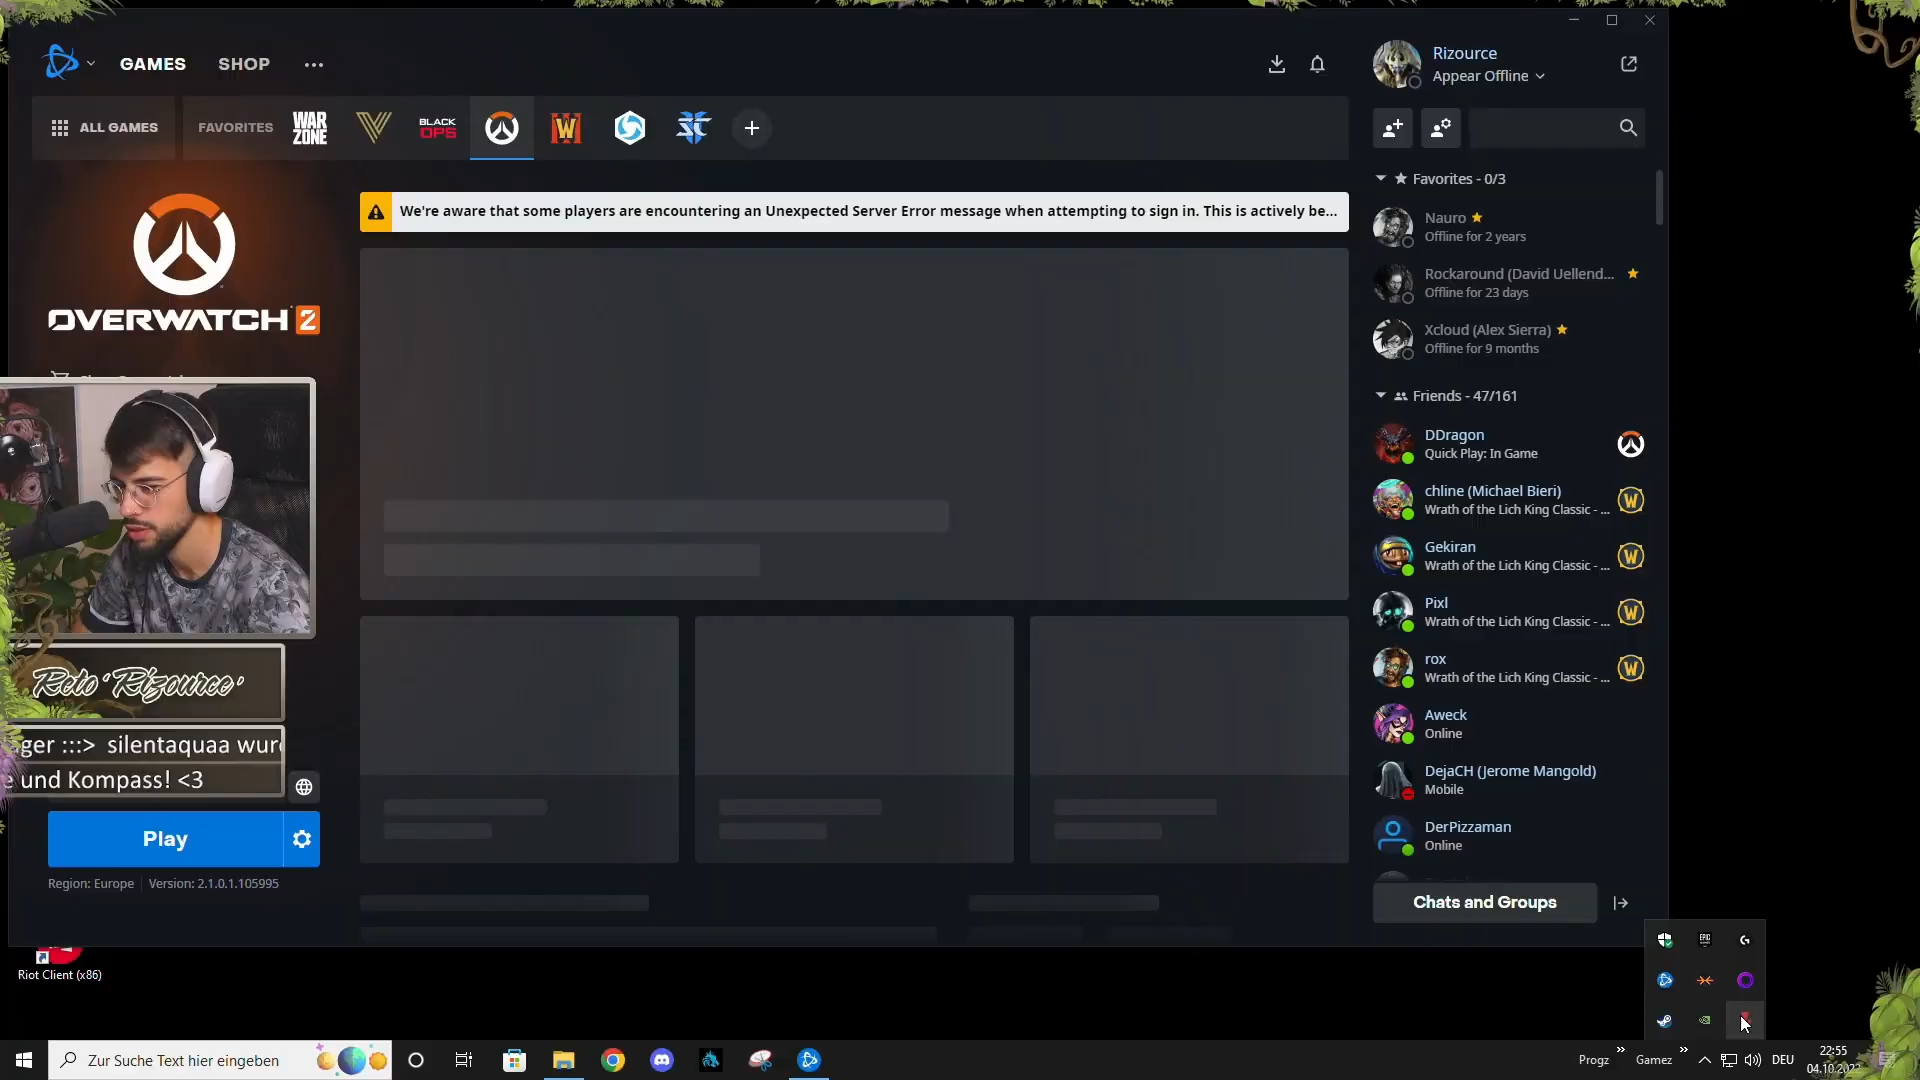 GAMES
SHOP
ALL GAMES
FAVORITES
WAR ZONE
BLACK OPS
We're aware that some players are encountering an Unexpected Server Error message when attempting to sign in. This is actively be...
OVERWATCH 2
Reto 'Rizource'
ger :::> silentaquaa wur
e und Kompass! <3
Play
Region: Europe | Version: 2.1.0.1.105995
Rizource
Appear Offline
Favorites - 0/3
Nauro
Offline for 2 years
Rockaround (David Uellend...
Offline for 23 days
Xcloud (Alex Sierra)
Offline for 9 months
Friends - 47/161
DDragon
Quick Play: In Game
chline (Michael Bieri)
Wrath of the Lich King Classic - ...
Gekiran
Wrath of the Lich King Classic - ...
Pixl
Wrath of the Lich King Classic - ...
rox
Wrath of the Lich King Classic - ...
Aweck
Online
DejaCH (Jerome Mangold)
Mobile
DerPizzaman
Online
Chats and Groups
Riot Client (x86)
EPIC
Zur Suche Text hier eingeben
Progz
Gamez
DEU
22:55
04.10.2022